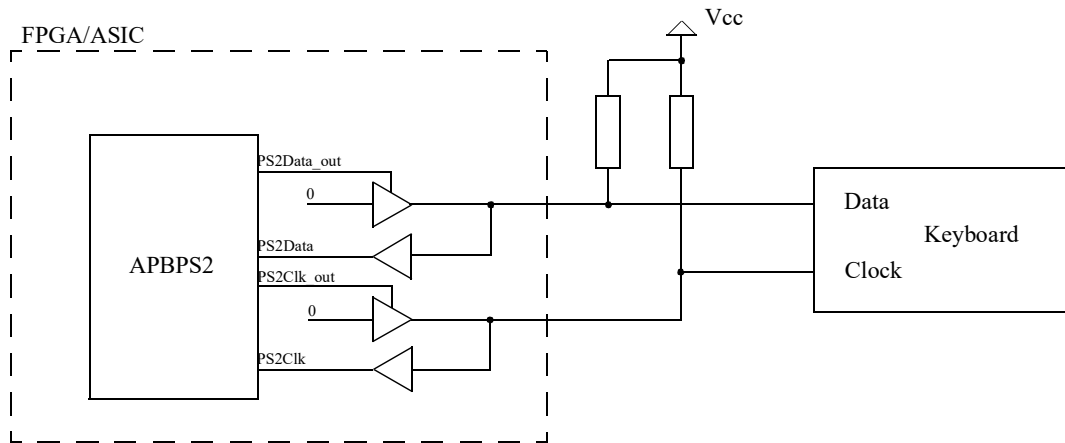 Vcc
FPGA/ASIC
PS2Data_out
0
PS2Data
APBPS2
PS2Clk_out
0
PS2Clk
Data
Keyboard
Clock